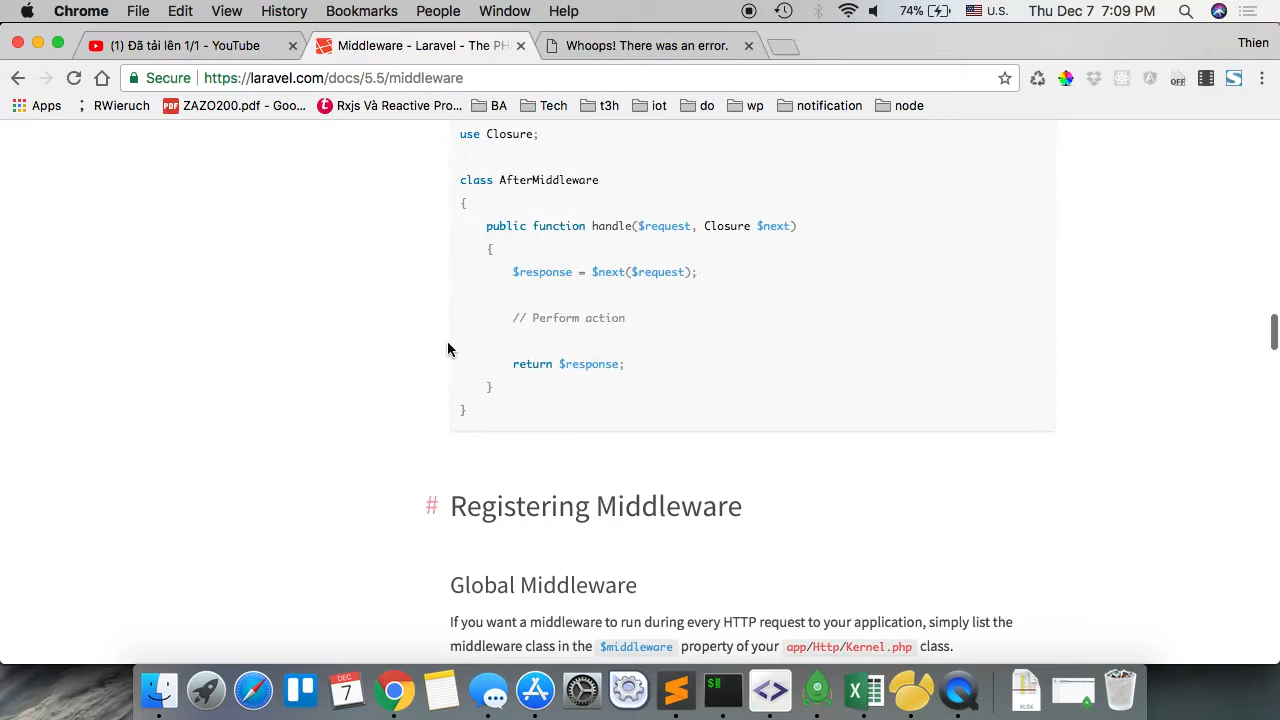 Chrome File Edit View History Bookmarks People Window Help 74% U.S. Thu Dec 7 7:09 PM
(1) Đã tải lên 1/1 - YouTube Middleware - Laravel - The PH Whoops! There was an error. Thien
Secure https://laravel.com/docs/5.5/middleware OFF
Apps RWieruch PDF ZAZO200.pdf - Goo... t Rxjs Và Reactive Pro... BA Tech t3h iot do wp notification node
use Closure;
class AfterMiddleware
{
public function handle($request, Closure $next)
{
$response = $next($request);
// Perform action
return $response;
}
}
# Registering Middleware
Global Middleware
If you want a middleware to run during every HTTP request to your application, simply list the
middleware class in the $middleware property of your app/Http/Kernel.php class.
DEC
7
$
XLSX